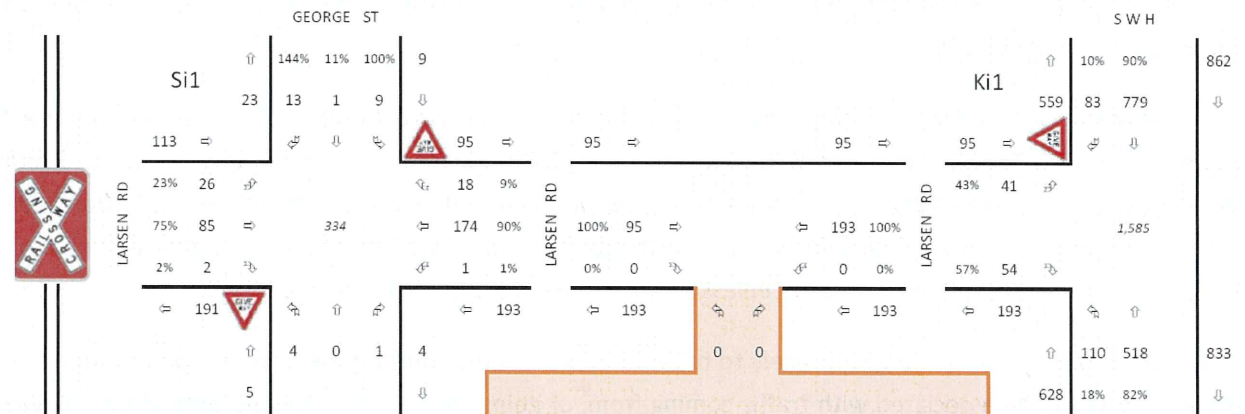 GEORGE ST S W H
144% 11% 100% 9 10% 90% 862
Si1 Ki1
23 13 1 9 559 83 779
113 95 95 95 95
GIVE WAY GIVE WAY
23% 26 18 9% 43% 41
RAILWAY CROSSING
LARSEN RD 75% 85 334 174 90% LARSEN RD 100% 95 193 100% LARSEN RD 1,585
2% 2 1 1% 0% 0 0 0% 57% 54
191 GIVE WAY 193 193 193 193
4 0 1 4 0 0 110 518 833
5 628 18% 82%